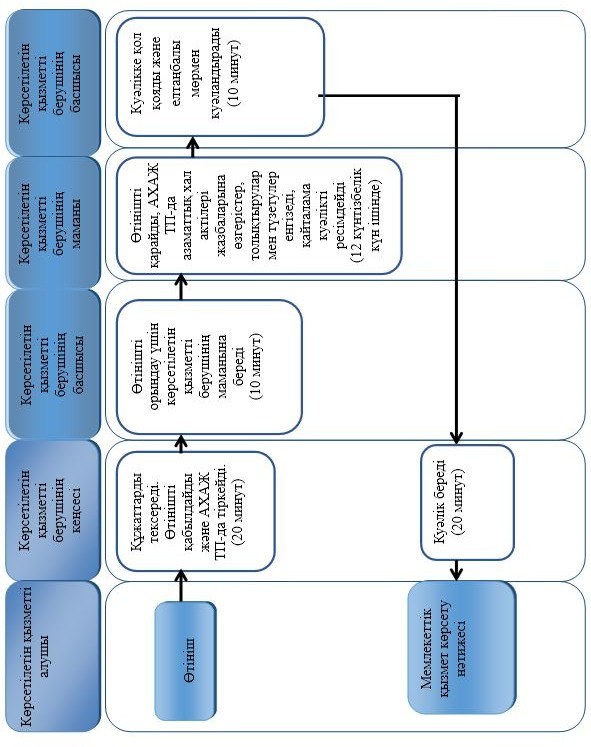 Көрсетілетін қызметті
алушы
Көрсетілетін
қызметті
берушінің
кеңсесі
Көрсетілетін
қызметті
берушінің
басшысы
Көрсетілетін
қызметті
берушінің
маманы
Көрсетілетін
қызметті
берушінің
басшысы
Өтініш
Құжаттарды
тексереді.
Өтінішті
қабылдайды
және АХАЖ
ТП-да тіркейді.
(20 минут)
Өтінішті
орындау үшін
көрсетілетін
қызметті
берушінің
маманына
береді
(10 минут)
Өтінішті
қарайды, АХАЖ
ТП-да
азаматтық хал
актілері
жазбаларына
өзгерістер,
толықтырулар
мен түзетулер
енгізеді,
қайталама
куәлікті
ресімдейді
(12 күнтізбелік
күн ішінде)
Куәлікке қол
қояды және
елтаңбалы
мөрмен
куәландырады
(10 минут)
Куәлік береді
(20 минут)
Мемлекеттік
қызмет көрсету
нәтижесі